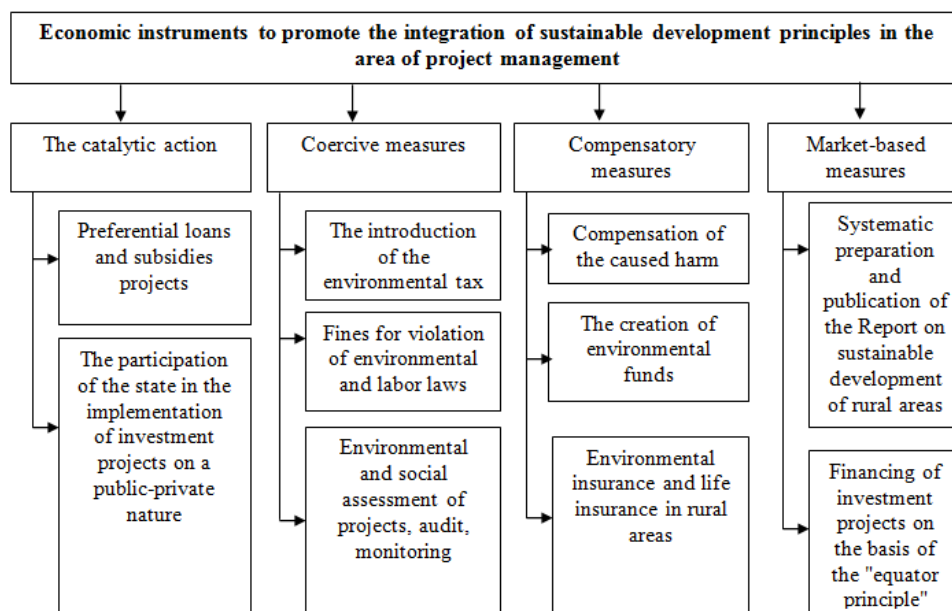 Economic instruments to promote the integration of sustainable development principles in the
area of project management
The catalytic action
Preferential loans
and subsidies
projects
The participation
of the state in the
implementation
of investment
projects on a
public-private
nature
Coercive measures
The introduction
of the
environmental tax
Fines for violation
of environmental
and labor laws
Environmental
and social
assessment of
projects, audit,
monitoring
Compensatory
measures
Compensation of
the caused harm
The creation of
environmental
funds
Environmental
insurance and life
insurance in rural
areas
Market-based
measures
Systematic
preparation
and
publication of
the Report on
sustainable
development
of rural areas
Financing of
investment
projects on
the basis of
the "equator
principle"